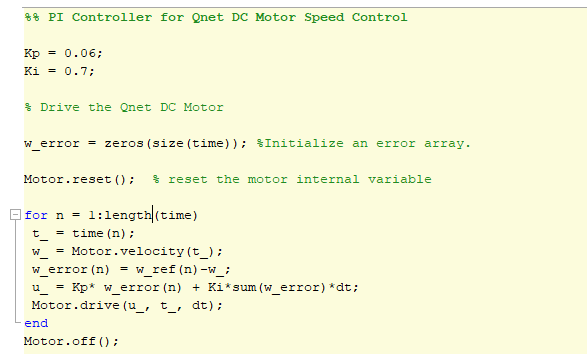 %% PI Controller for Qnet DC Motor Speed Control
Kp = 0.06;
Ki = 0.7;
% Drive the Qnet DC Motor
w_error = zeros(size(time)); %Initialize an error array.
Motor.reset();  % reset the motor internal variable
for n = 1:length(time)
t_ = time(n);
w_ = Motor.velocity(t_);
w_error(n) = w_ref(n)-w_;
u_ = Kp* w_error(n) + Ki*sum(w_error)*dt;
Motor.drive(u_, t_, dt);
end
Motor.off();